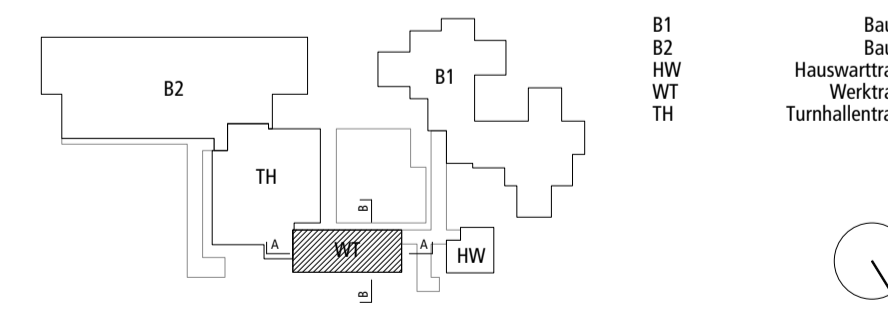 B1 Bau
B2 Bau
HW Hauswarttra
WT Werktra
TH Turnhallentra
B2
B1
TH
B
A
WT
A
HW
B